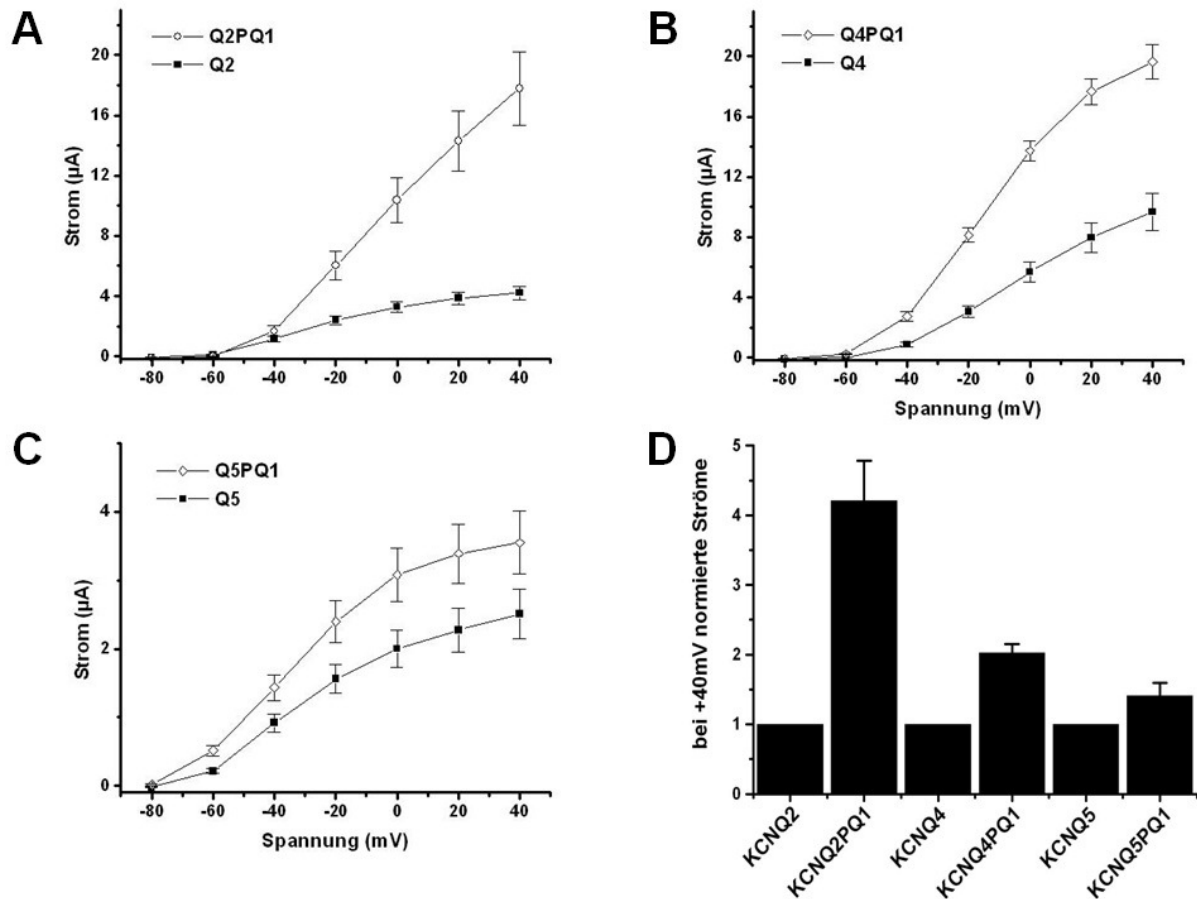 A
Q2PQ1
Q2
Strom (µA)
20
16
12
8
4
0
-80 -60 -40 -20 0 20 40
B
Q4PQ1
Q4
Strom (µA)
20
16
12
8
4
0
-80 -60 -40 -20 0 20 40
Spannung (mV)
C
Q5PQ1
Q5
Strom (µA)
4
2
0
-80 -60 -40 -20 0 20 40
Spannung (mV)
D
bei +40mV normierte Ströme
5
4
3
2
1
0
KCNQ2
KCNQ2PQ1
KCNQ4
KCNQ4PQ1
KCNQ5
KCNQ5PQ1